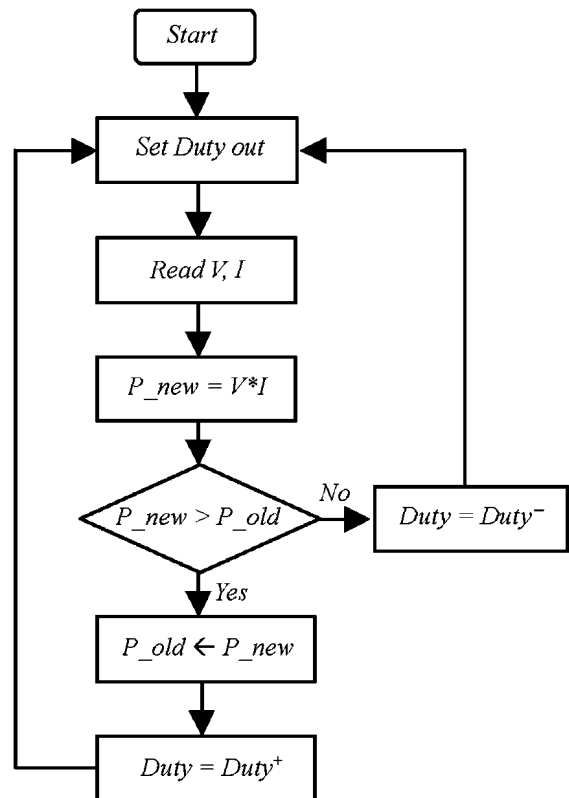 Start
Set Duty out
Read V, I
P_new = V*I
P_new > P_old
No
Duty = Duty⁻
Yes
P_old ← P_new
Duty = Duty⁺